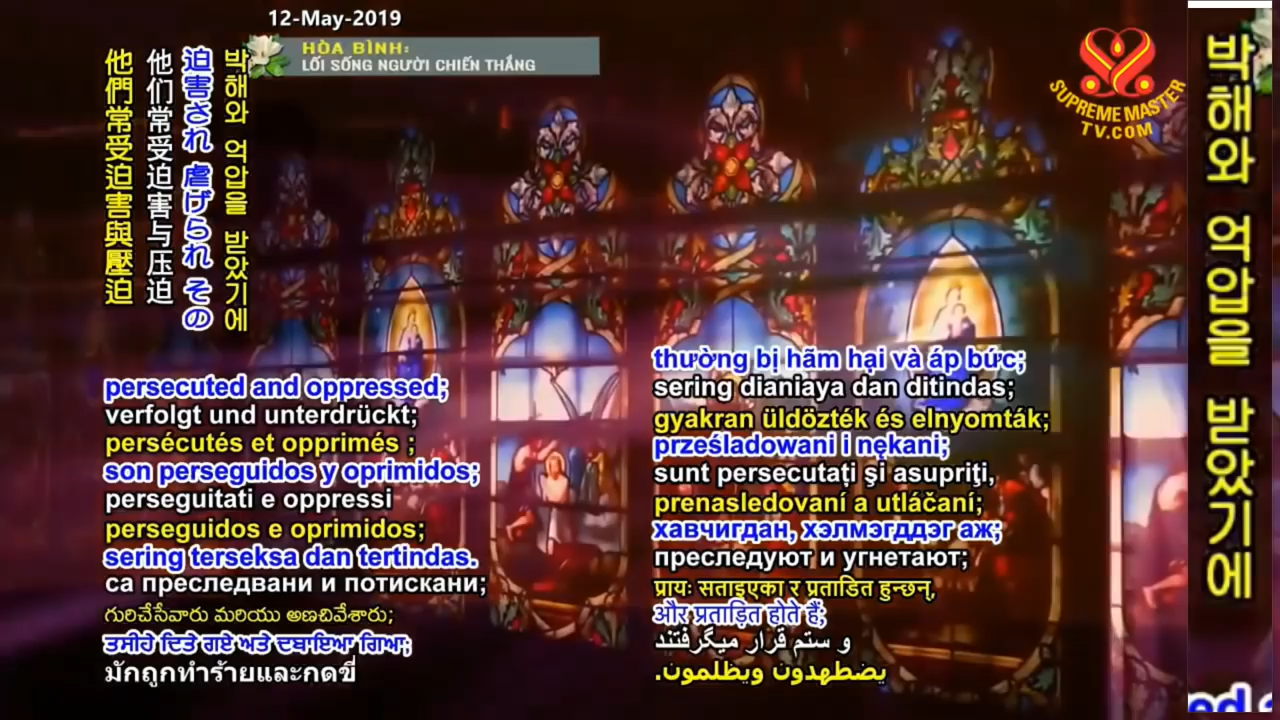 12-May-2019
HÒA BÌNH:
LỐI SỐNG NGƯỜI CHIẾN THẮNG
SUPREME MASTER
TV.COM
박해와 억압을 받았기에
迫害され 虐げられ その
他们常受迫害与压迫
他們常受迫害與壓迫
persecuted and oppressed;
verfolgt und unterdrückt;
persécutés et opprimés ;
son perseguidos y oprimidos;
perseguitati e oppressi
perseguidos e oprimidos;
sering terseksa dan tertindas.
са преследвани и потискани;
గురిచేసేవారు మరియు అణచివేశారు;
ਤਸੀਹੇ ਦਿਤੇ ਗਏ ਅਤੇ ਦਬਾਇਆ ਗਿਆ;
มักถูกทำร้ายและกดขี่
thường bị hãm hại và áp bức;
sering dianiaya dan ditindas;
gyakran üldözték és elnyomták;
prześladowani i nękani;
sunt persecutaţi şi asupriţi,
prenasledovaní a utláčaní;
хавчигдан, хэлмэгддэг аж;
преследуют и угнетают;
प्रायः सताइएका र प्रताडित हुन्छन्,
और प्रताड़ित होते हैं;
و ستم قرار میگرفتند
يضطهدون ويظلمون.
박해와 억압을 받았기에
ed a